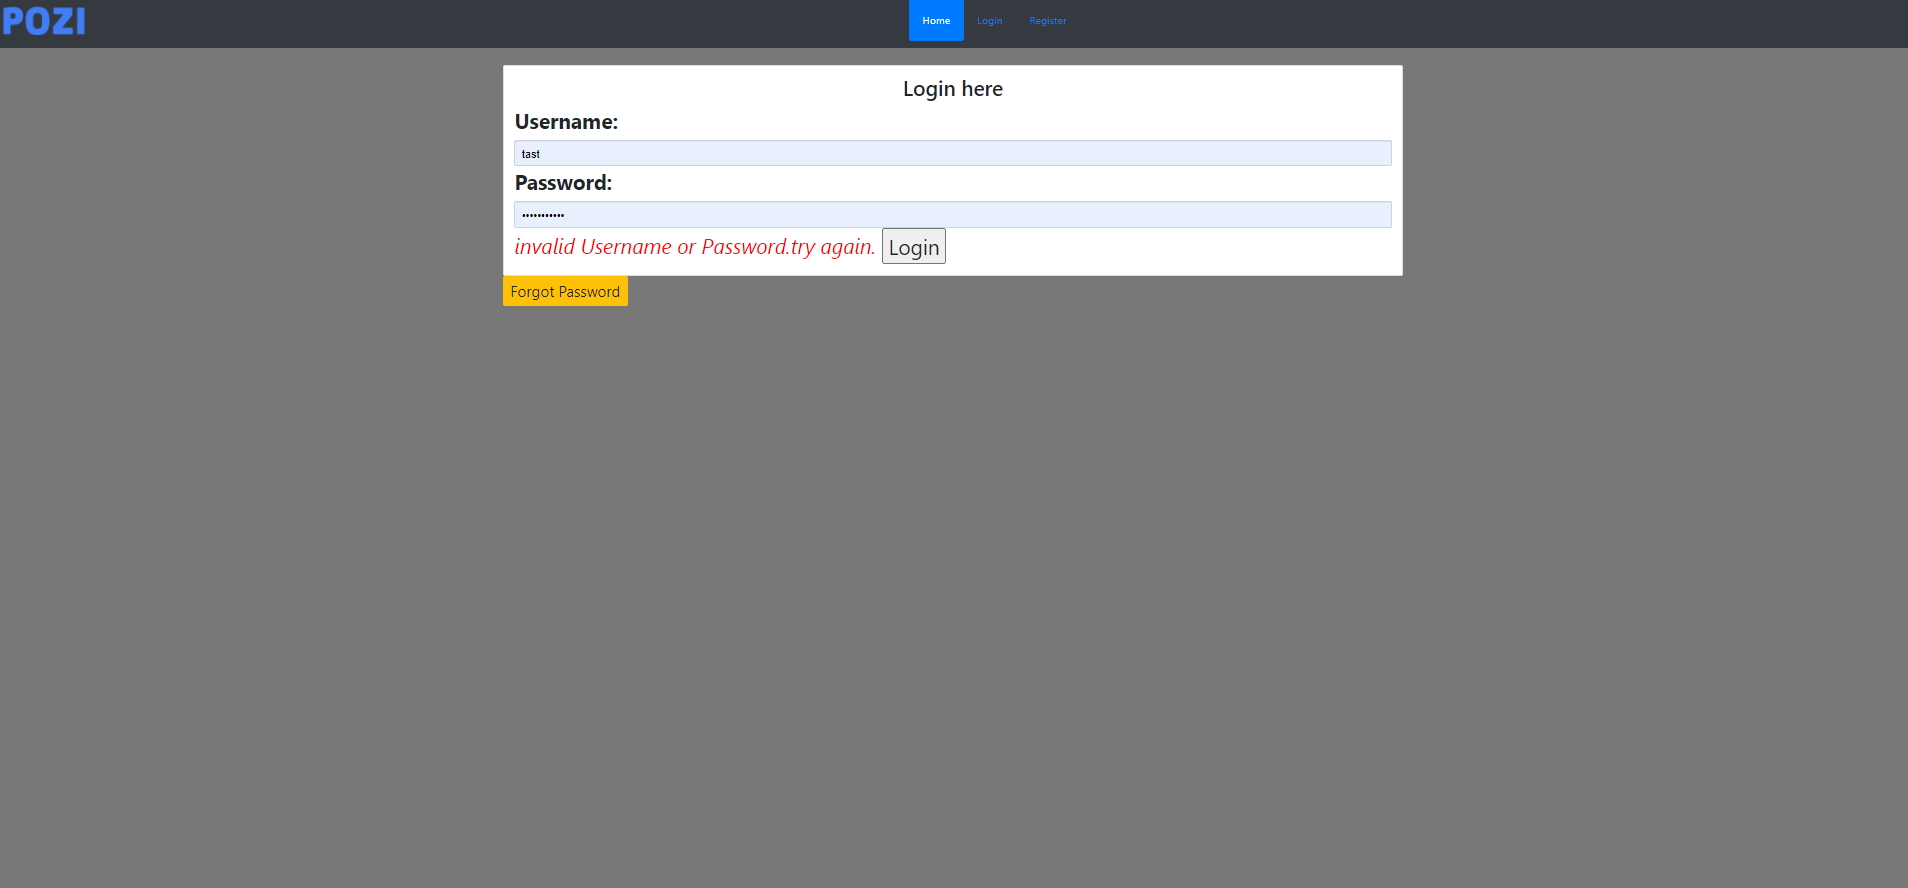 POZI
Home Login Register
Login here
Username:
tast
Password:
•••••••••••
invalid Username or Password.try again. Login
Forgot Password